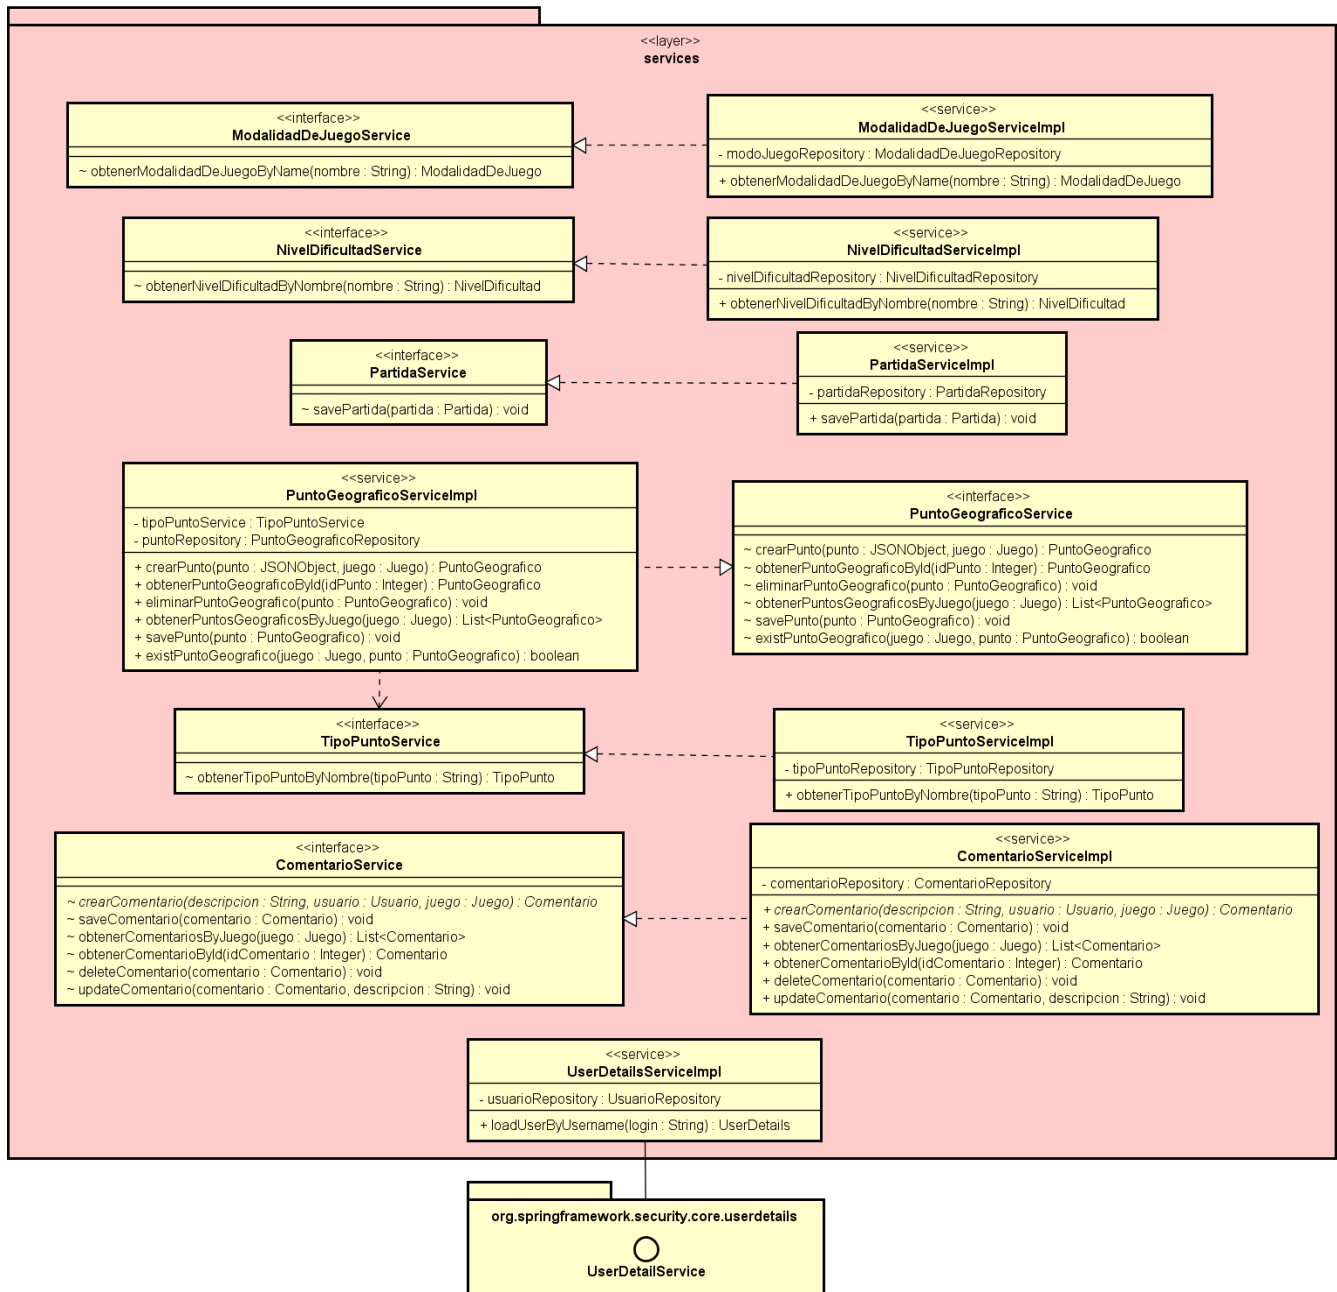 <<layer>>
services
<<interface>>
ModalidadDeJuegoService
~ obtenerModalidadDeJuegoByName(nombre : String) : ModalidadDeJuego
<<service>>
ModalidadDeJuegoServiceImpl
- modoJuegoRepository : ModalidadDeJuegoRepository
+ obtenerModalidadDeJuegoByName(nombre : String) : ModalidadDeJuego
<<interface>>
NivelDificultadService
~ obtenerNivelDificultadByNombre(nombre : String) : NivelDificultad
<<service>>
NivelDificultadServiceImpl
- nivelDificultadRepository : NivelDificultadRepository
+ obtenerNivelDificultadByNombre(nombre : String) : NivelDificultad
<<interface>>
PartidaService
~ savePartida(partida : Partida) : void
<<service>>
PartidaServiceImpl
- partidaRepository : PartidaRepository
+ savePartida(partida : Partida) : void
<<service>>
PuntoGeograficoServiceImpl
- tipoPuntoService : TipoPuntoService
- puntoRepository : PuntoGeograficoRepository
+ crearPunto(punto : JSONObject, juego : Juego) : PuntoGeografico
+ obtenerPuntoGeograficoById(idPunto : Integer) : PuntoGeografico
+ eliminarPuntoGeografico(punto : PuntoGeografico) : void
+ obtenerPuntosGeograficosByJuego(juego : Juego) : List<PuntoGeografico>
+ savePunto(punto : PuntoGeografico) : void
+ existPuntoGeografico(juego : Juego, punto : PuntoGeografico) : boolean
<<interface>>
PuntoGeograficoService
~ crearPunto(punto : JSONObject, juego : Juego) : PuntoGeografico
~ obtenerPuntoGeograficoById(idPunto : Integer) : PuntoGeografico
~ eliminarPuntoGeografico(punto : PuntoGeografico) : void
~ obtenerPuntosGeograficosByJuego(juego : Juego) : List<PuntoGeografico>
~ savePunto(punto : PuntoGeografico) : void
~ existPuntoGeografico(juego : Juego, punto : PuntoGeografico) : boolean
<<interface>>
TipoPuntoService
~ obtenerTipoPuntoByNombre(tipoPunto : String) : TipoPunto
<<service>>
TipoPuntoServiceImpl
- tipoPuntoRepository : TipoPuntoRepository
+ obtenerTipoPuntoByNombre(tipoPunto : String) : TipoPunto
<<interface>>
ComentarioService
~ crearComentario(descripcion : String, usuario : Usuario, juego : Juego) : Comentario
~ saveComentario(comentario : Comentario) : void
~ obtenerComentariosByJuego(juego : Juego) : List<Comentario>
~ obtenerComentarioById(idComentario : Integer) : Comentario
~ deleteComentario(comentario : Comentario) : void
~ updateComentario(comentario : Comentario, descripcion : String) : void
<<service>>
ComentarioServiceImpl
- comentarioRepository : ComentarioRepository
+ crearComentario(descripcion : String, usuario : Usuario, juego : Juego) : Comentario
+ saveComentario(comentario : Comentario) : void
+ obtenerComentariosByJuego(juego : Juego) : List<Comentario>
+ obtenerComentarioById(idComentario : Integer) : Comentario
+ deleteComentario(comentario : Comentario) : void
+ updateComentario(comentario : Comentario, descripcion : String) : void
<<service>>
UserDetailsServiceImpl
- usuarioRepository : UsuarioRepository
+ loadUserByUsername(login : String) : UserDetails
org.springframework.security.core.userdetails
UserDetailService